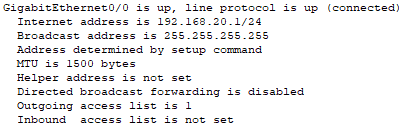 GigabitEthernet0/0 is up, line protocol is up (connected)
Internet address is 192.168.20.1/24
Broadcast address is 255.255.255.255
Address determined by setup command
MTU is 1500 bytes
Helper address is not set
Directed broadcast forwarding is disabled
Outgoing access list is 1
Inbound  access list is not set